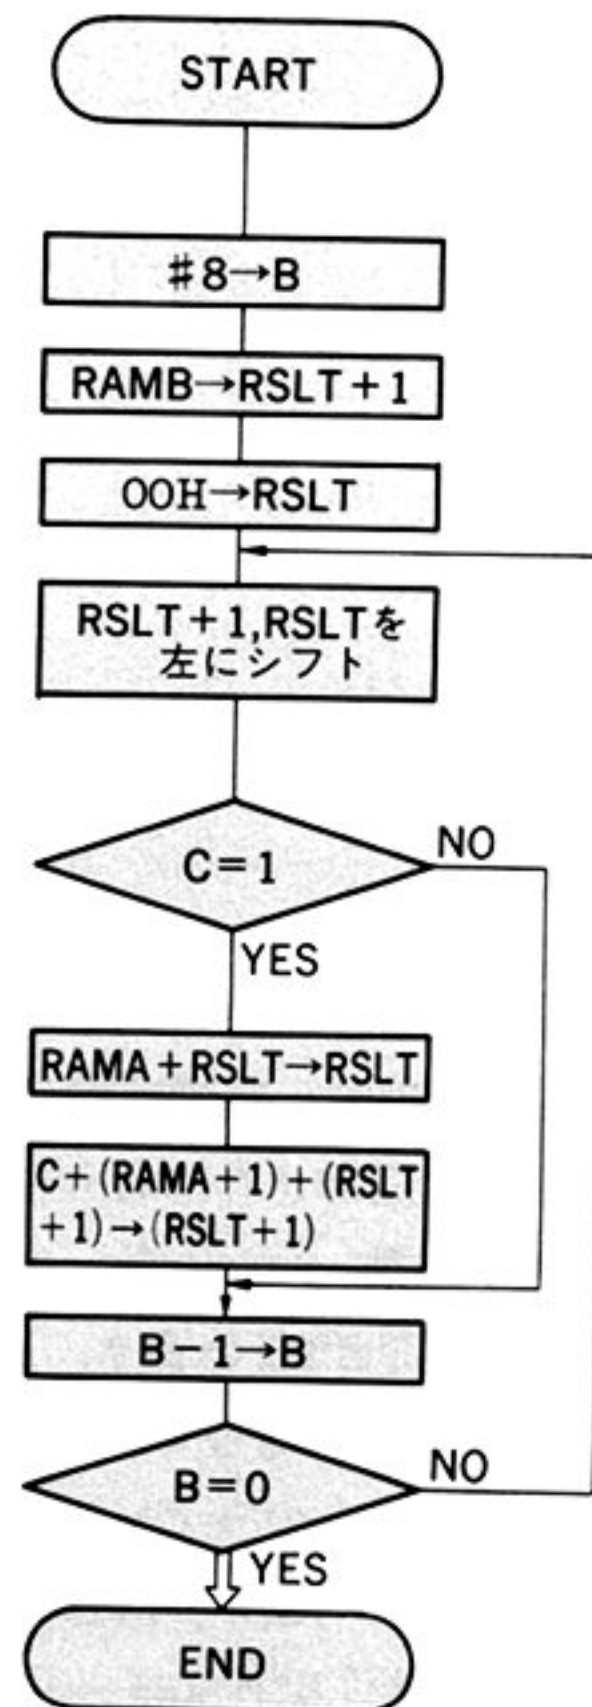 START
#8→B
RAMB→RSLT+1
OOH→RSLT
RSLT+1,RSLTを
左にシフト
C=1
NO
YES
RAMA+RSLT→RSLT
C+(RAMA+1)+(RSLT
+1)→(RSLT+1)
B-1→B
B=0
NO
YES
END